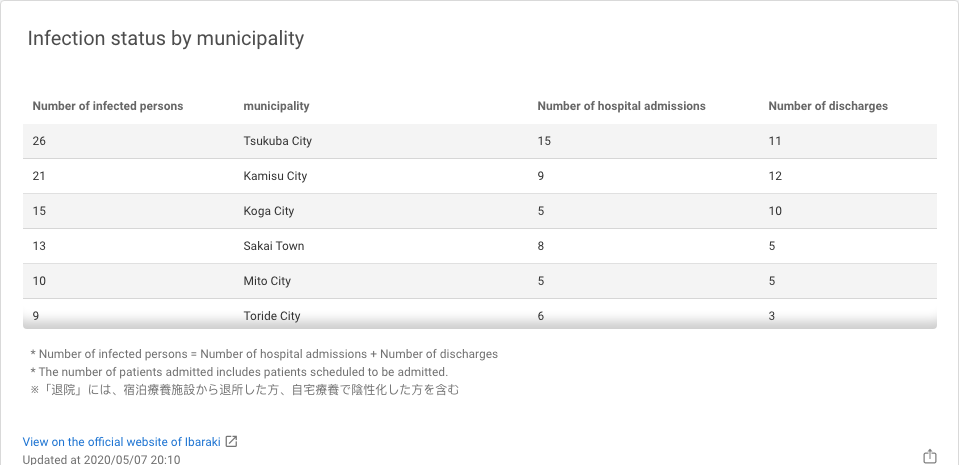 Infection status by municipality
Number of infected persons municipality Number of hospital admissions Number of discharges
26 Tsukuba City 15 11
21 Kamisu City 9 12
15 Koga City 5 10
13 Sakai Town 8 5
10 Mito City 5 5
9 Toride City 6 3
* Number of infected persons = Number of hospital admissions + Number of discharges
* The number of patients admitted includes patients scheduled to be admitted.
※「退院」には、宿泊療養施設から退所した方、自宅療養で陰性化した方を含む
View on the official website of Ibaraki
Updated at 2020/05/07 20:10